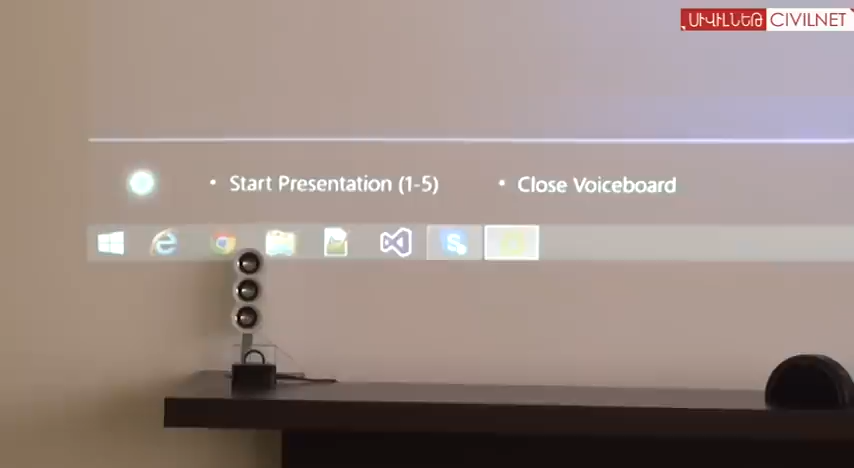 ՍԻՎԻԼՆԵԹ CIVILNET
• Start Presentation (1-5) • Close Voiceboard